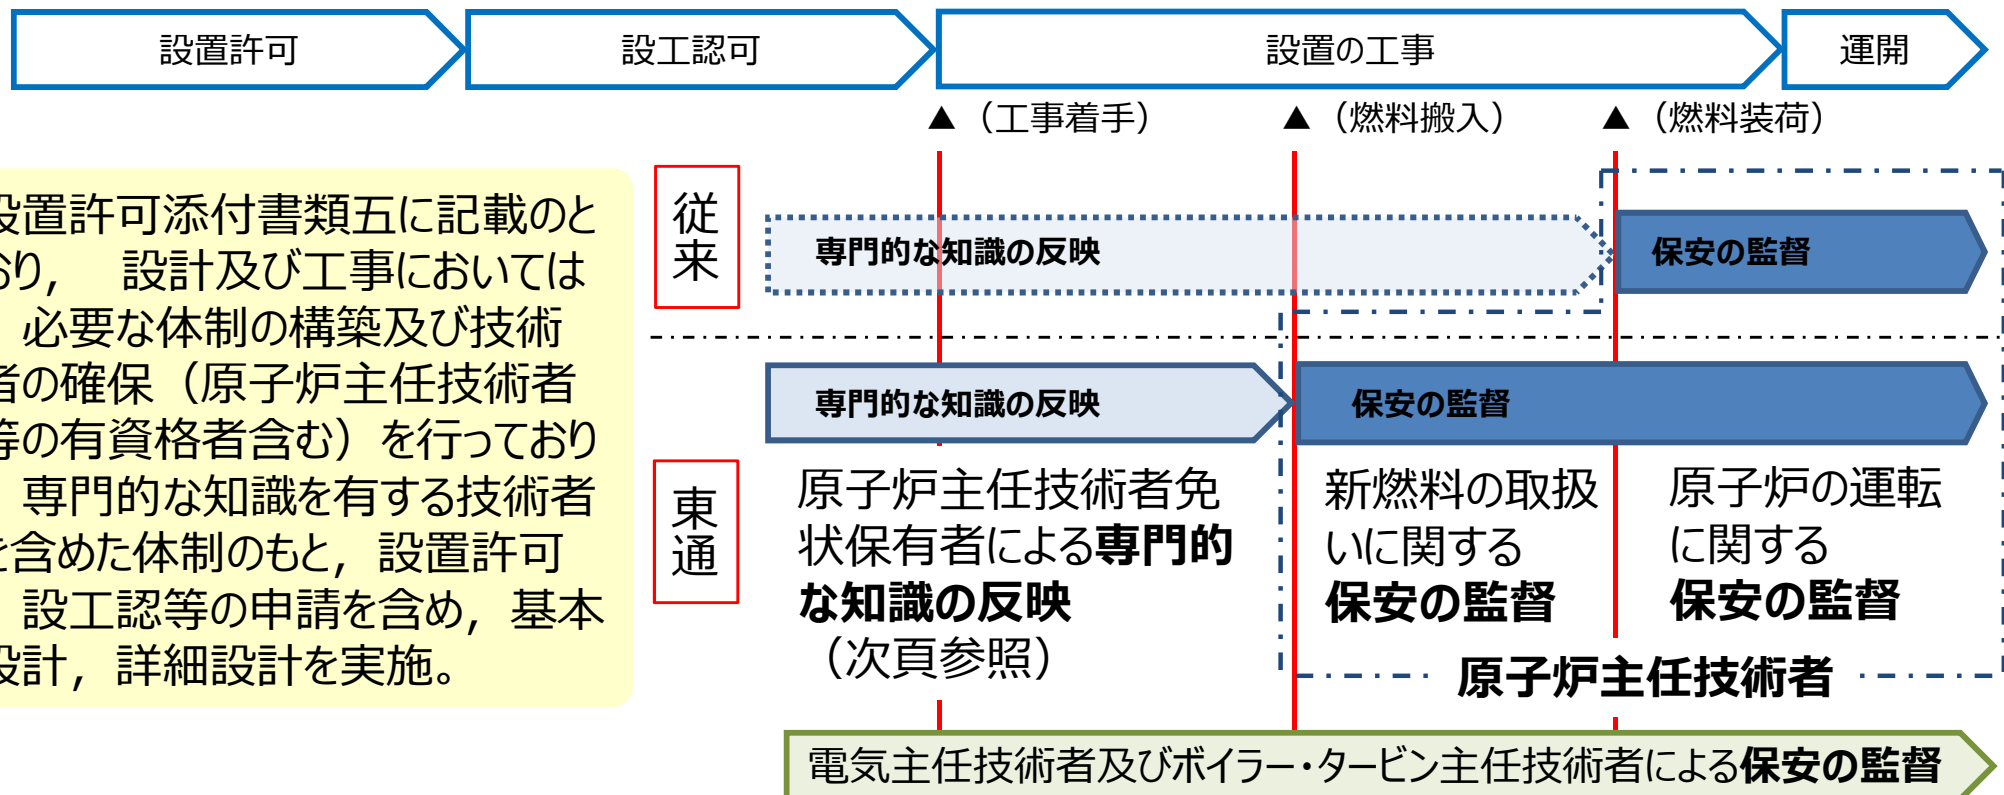 設置許可
設工認可
設置の工事
運開
▲（工事着手）
▲（燃料搬入）
▲（燃料装荷）
設置許可添付書類五に記載のと
おり，　設計及び工事においては
必要な体制の構築及び技術
者の確保（原子炉主任技術者
等の有資格者含む）を行っており
専門的な知識を有する技術者
を含めた体制のもと，設置許可
設工認等の申請を含め，基本
設計，詳細設計を実施。
従来
専門的な知識の反映
保安の監督
東通
専門的な知識の反映
保安の監督
原子炉主任技術者免
状保有者による専門的
な知識の反映
（次頁参照）
新燃料の取扱
いに関する
保安の監督
原子炉の運転
に関する
保安の監督
原子炉主任技術者
電気主任技術者及びボイラー・タービン主任技術者による保安の監督